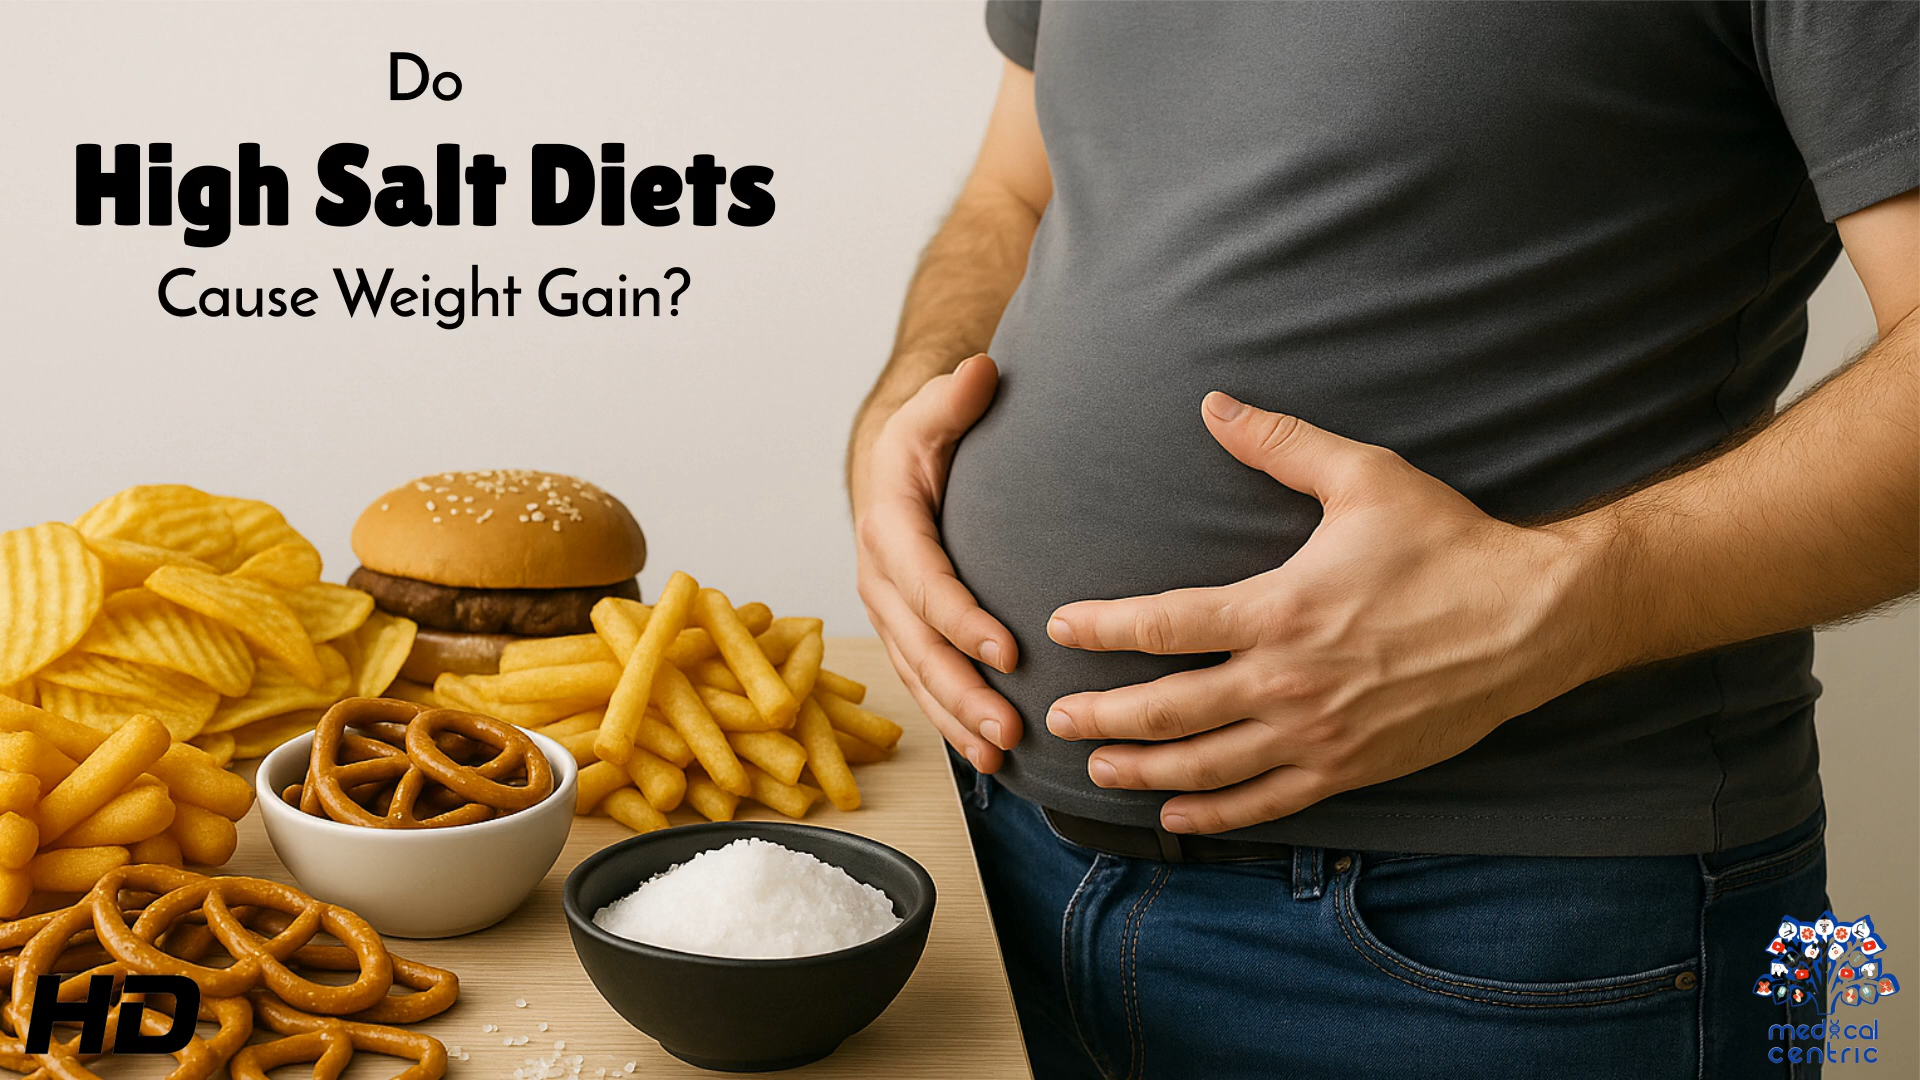 Do
High Salt Diets
Cause Weight Gain?
HD
medical
centric